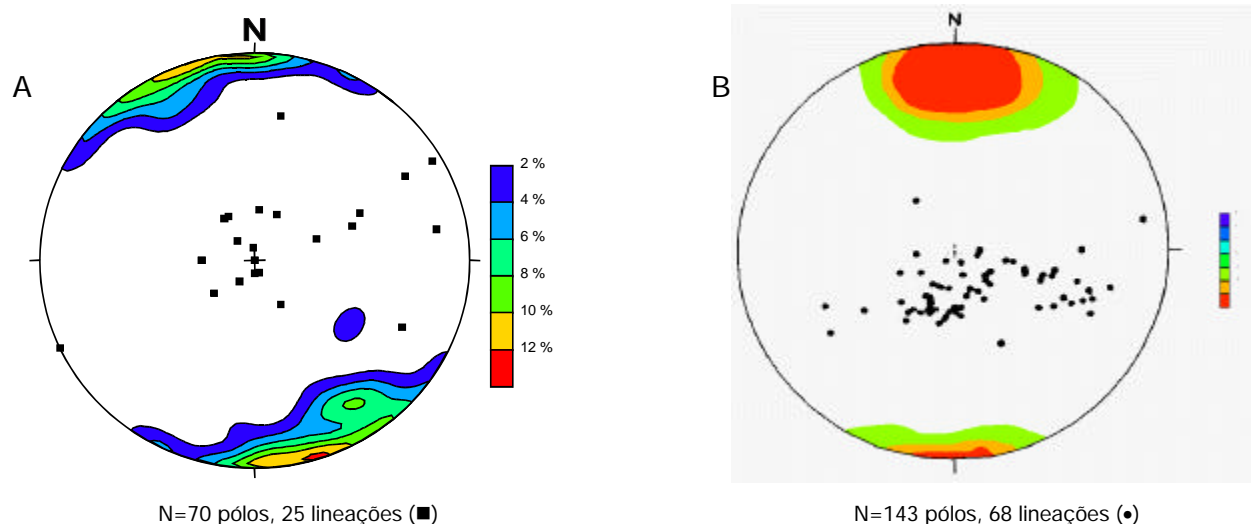 A
N
2 %
4 %
6 %
8 %
10 %
12 %
N=70 pólos, 25 lineações (■)
B
N
N=143 pólos, 68 lineações (●)